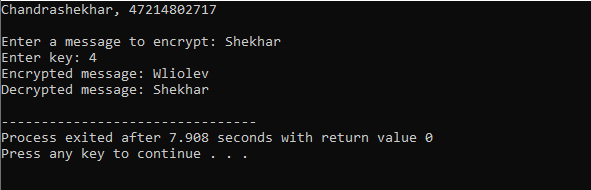 Chandrashekhar, 47214802717
Enter a message to encrypt: Shekhar
Enter key: 4
Encrypted message: Wliolev
Decrypted message: Shekhar
--------------------------------
Process exited after 7.908 seconds with return value 0
Press any key to continue . . .